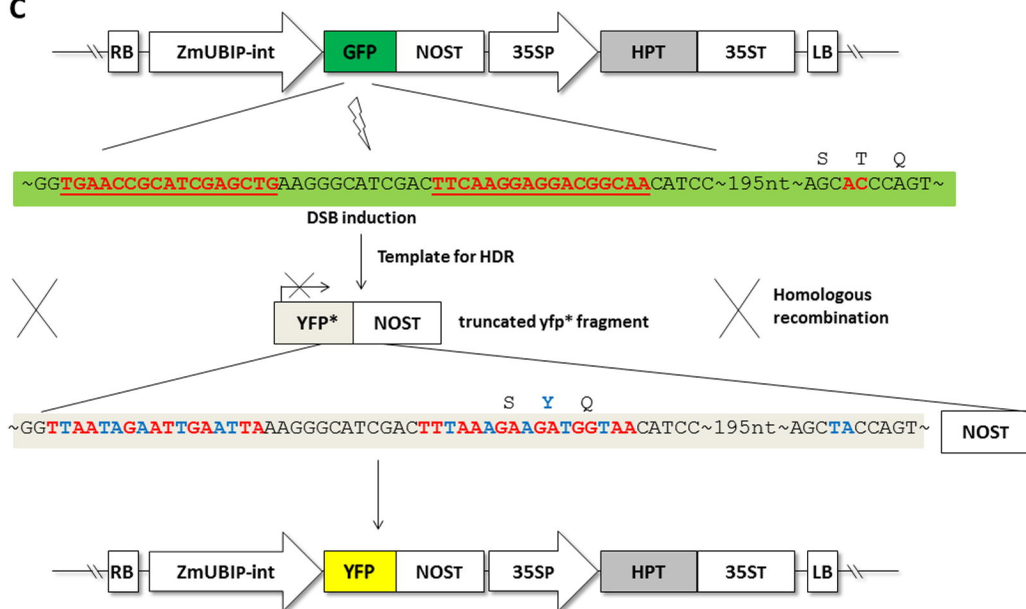 C
RB ZmUBIP-int GFP NOST 35SP HPT 35ST LB
S T Q
~GGTGAACCGCATCGAGCTGAAGGGCATCGACTTCAAGGAGGACGGCAACATCC~195nt~AGCACCCAGT~
DSB induction
Template for HDR
YFP* NOST
truncated yfp* fragment
Homologous
recombination
S Y Q
~GGTTAATAGAATTGAATTAAAGGGCATCGACTTTAAAGAAGATGGTAACATCC~195nt~AGCTACCAGT~
NOST
RB ZmUBIP-int YFP NOST 35SP HPT 35ST LB